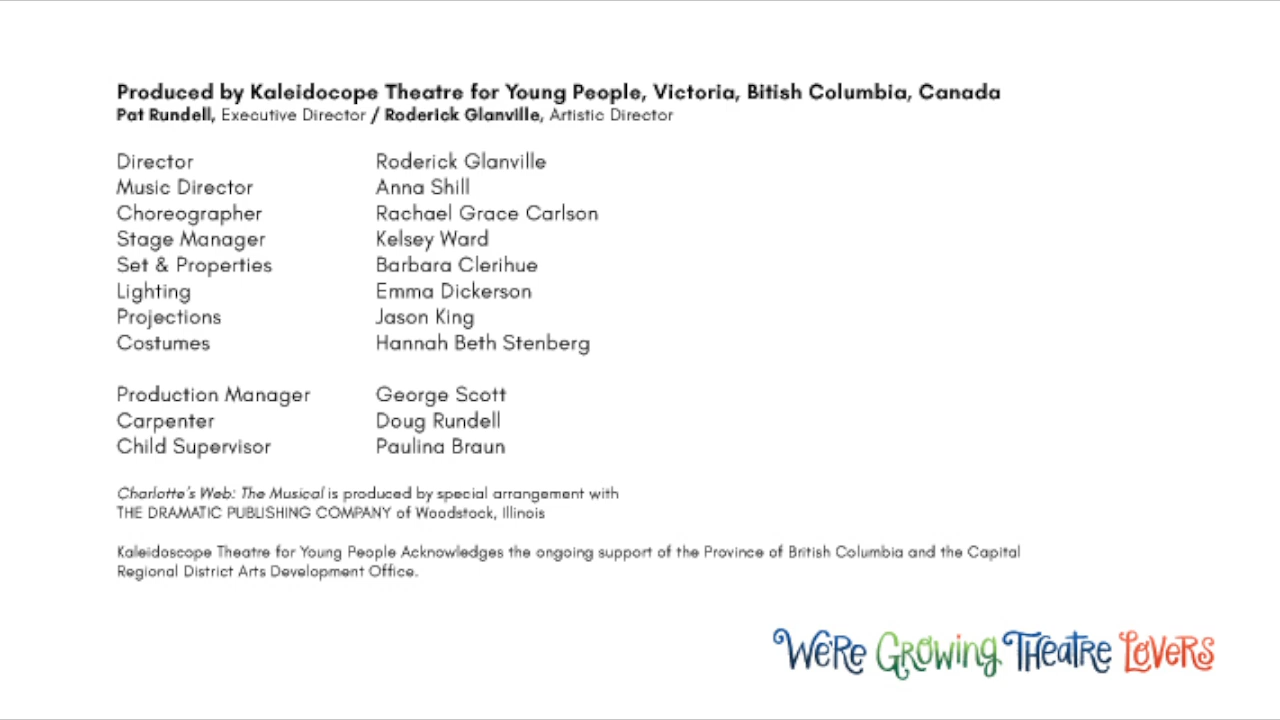 Produced by Kaleidocope Theatre for Young People, Victoria, Bitish Columbia, Canada
Pat Rundell, Executive Director / Roderick Glanville, Artistic Director
Director Roderick Glanville
Music Director Anna Shill
Choreographer Rachael Grace Carlson
Stage Manager Kelsey Ward
Set & Properties Barbara Clerihue
Lighting Emma Dickerson
Projections Jason King
Costumes Hannah Beth Stenberg
Production Manager George Scott
Carpenter Doug Rundell
Child Supervisor Paulina Braun
Charlotte's Web: The Musical is produced by special arrangement with
THE DRAMATIC PUBLISHING COMPANY of Woodstock, Illinois
Kaleidoscope Theatre for Young People Acknowledges the ongoing support of the Province of British Columbia and the Capital
Regional District Arts Development Office.
WE'RE GROWING THEATRE LOVERS